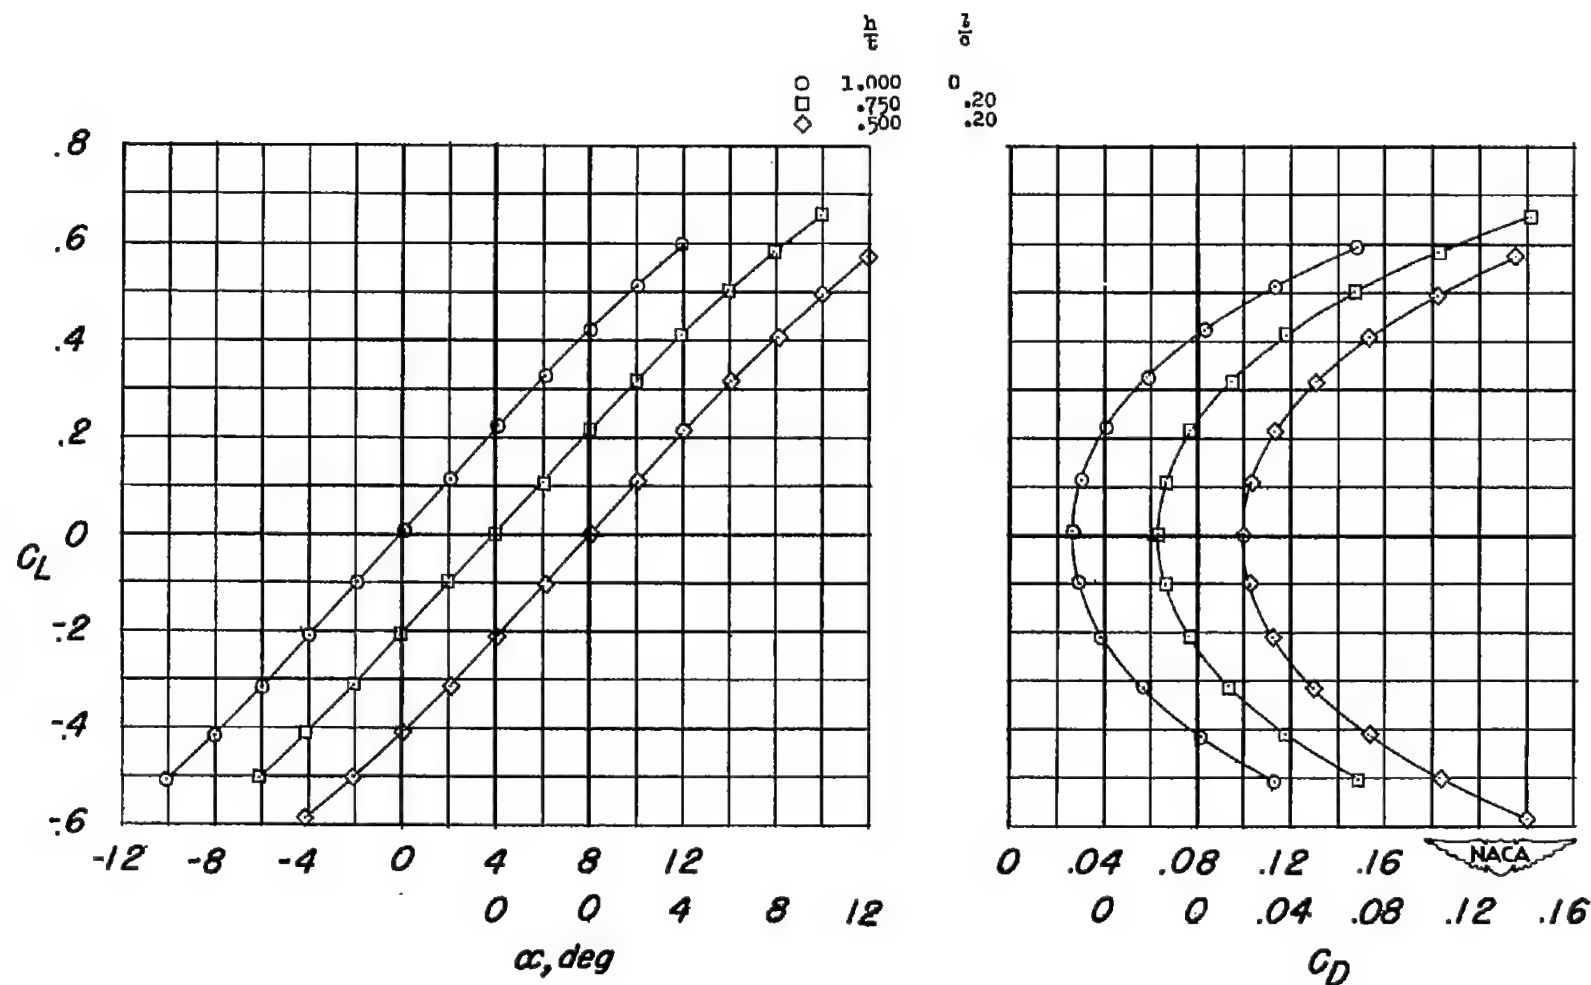 h/t l/c
1.000 0
.750 .20
.500 .20
.8
.6
.4
.2
0
-.2
-.4
-.6
C_L
-12 -8 -4 0 4 8 12
0 0 4 8 12
α, deg
0 .04 .08 .12 .16
0 0 .04 .08 .12 .16
C_D
NACA